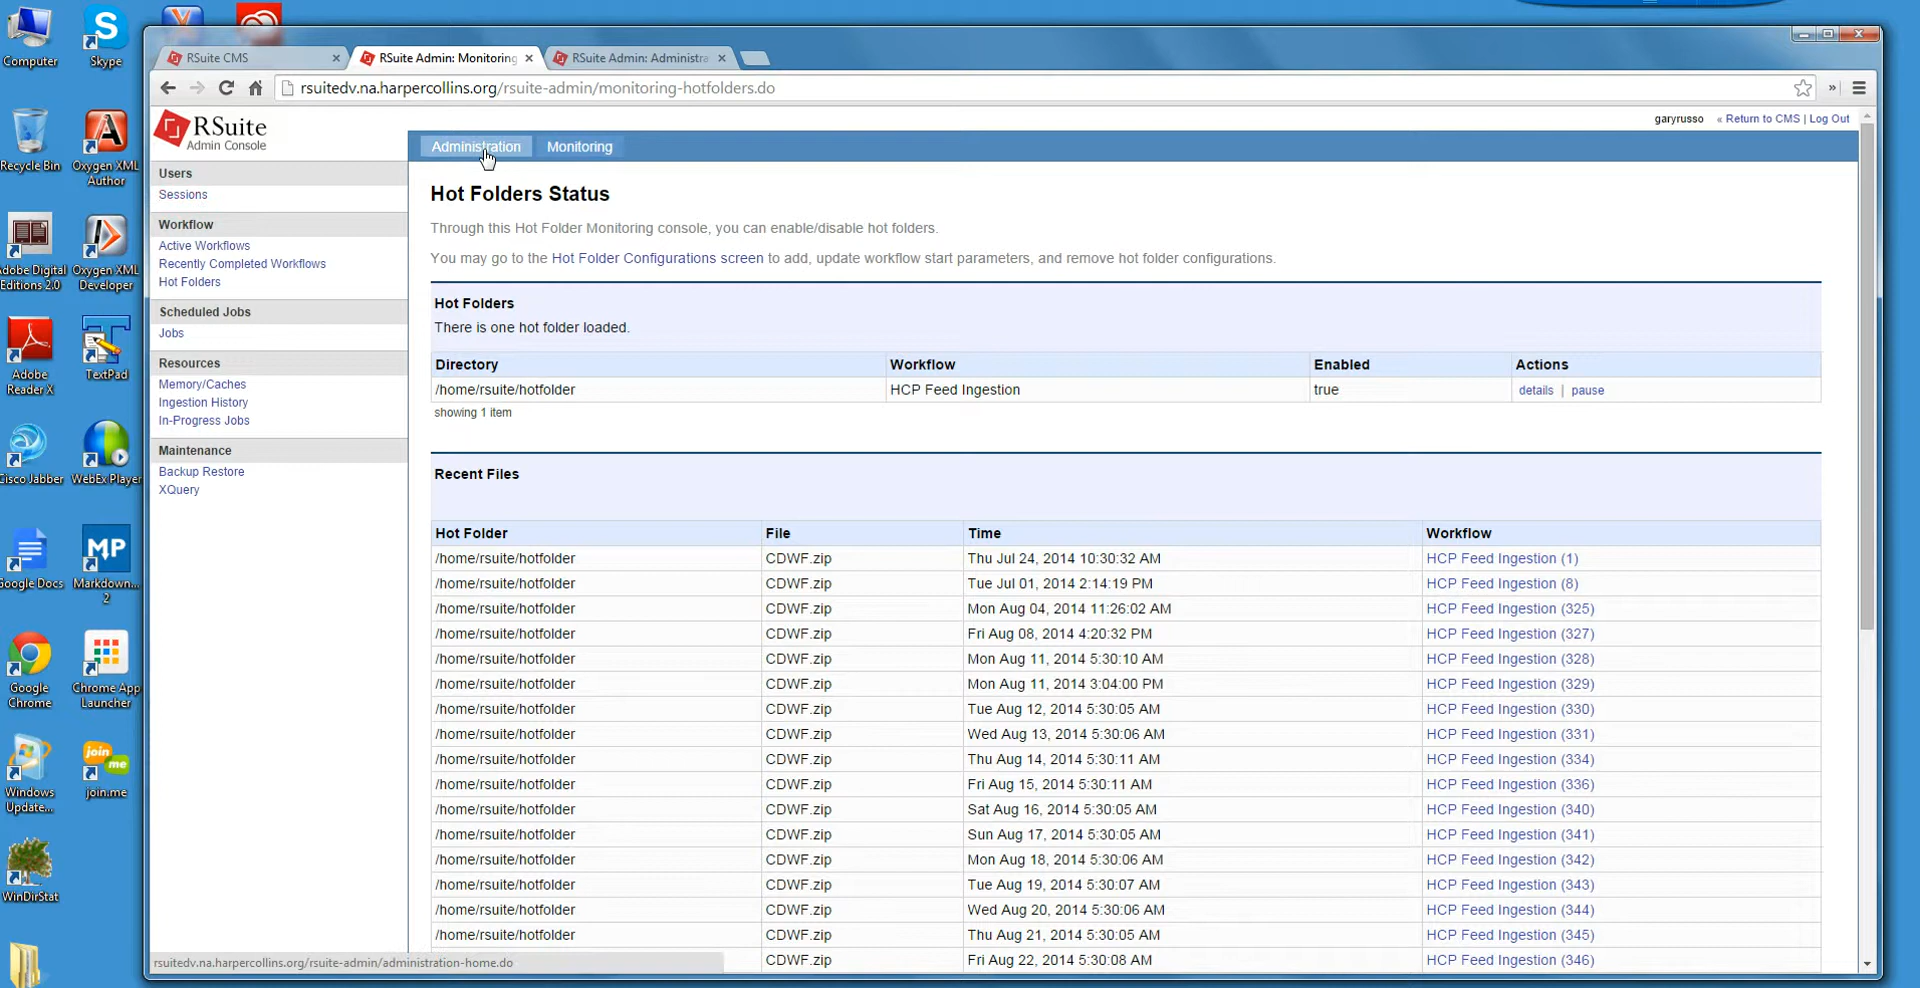 Computer
Skype
Recycle Bin
Oxygen XML
Author
Adobe Digital
Editions 2.0
Oxygen XML
Developer
Adobe
Reader X
TextPad
Cisco Jabber
WebEx Player
Google Docs
MP
Markdown...
2
Google
Chrome
Chrome App
Launcher
Windows
Update...
join
me
join.me
WinDirStat
RSuite CMS
RSuite Admin: Monitoring
RSuite Admin: Administra
rsuitedv.na.harpercollins.org/rsuite-admin/monitoring-hotfolders.do
RSuite
Admin Console
garyrusso « Return to CMS | Log Out
Administration Monitoring
Users
Sessions
Workflow
Active Workflows
Recently Completed Workflows
Hot Folders
Scheduled Jobs
Jobs
Resources
Memory/Caches
Ingestion History
In-Progress Jobs
Maintenance
Backup Restore
XQuery
Hot Folders Status
Through this Hot Folder Monitoring console, you can enable/disable hot folders.
You may go to the Hot Folder Configurations screen to add, update workflow start parameters, and remove hot folder configurations.
Hot Folders
There is one hot folder loaded.
Directory Workflow Enabled Actions
/home/rsuite/hotfolder HCP Feed Ingestion true details | pause
showing 1 item
Recent Files
Hot Folder File Time Workflow
/home/rsuite/hotfolder CDWF.zip Thu Jul 24, 2014 10:30:32 AM HCP Feed Ingestion (1)
/home/rsuite/hotfolder CDWF.zip Tue Jul 01, 2014 2:14:19 PM HCP Feed Ingestion (8)
/home/rsuite/hotfolder CDWF.zip Mon Aug 04, 2014 11:26:02 AM HCP Feed Ingestion (325)
/home/rsuite/hotfolder CDWF.zip Fri Aug 08, 2014 4:20:32 PM HCP Feed Ingestion (327)
/home/rsuite/hotfolder CDWF.zip Mon Aug 11, 2014 5:30:10 AM HCP Feed Ingestion (328)
/home/rsuite/hotfolder CDWF.zip Mon Aug 11, 2014 3:04:00 PM HCP Feed Ingestion (329)
/home/rsuite/hotfolder CDWF.zip Tue Aug 12, 2014 5:30:05 AM HCP Feed Ingestion (330)
/home/rsuite/hotfolder CDWF.zip Wed Aug 13, 2014 5:30:06 AM HCP Feed Ingestion (331)
/home/rsuite/hotfolder CDWF.zip Thu Aug 14, 2014 5:30:11 AM HCP Feed Ingestion (334)
/home/rsuite/hotfolder CDWF.zip Fri Aug 15, 2014 5:30:11 AM HCP Feed Ingestion (336)
/home/rsuite/hotfolder CDWF.zip Sat Aug 16, 2014 5:30:05 AM HCP Feed Ingestion (340)
/home/rsuite/hotfolder CDWF.zip Sun Aug 17, 2014 5:30:05 AM HCP Feed Ingestion (341)
/home/rsuite/hotfolder CDWF.zip Mon Aug 18, 2014 5:30:06 AM HCP Feed Ingestion (342)
/home/rsuite/hotfolder CDWF.zip Tue Aug 19, 2014 5:30:07 AM HCP Feed Ingestion (343)
/home/rsuite/hotfolder CDWF.zip Wed Aug 20, 2014 5:30:06 AM HCP Feed Ingestion (344)
/home/rsuite/hotfolder CDWF.zip Thu Aug 21, 2014 5:30:05 AM HCP Feed Ingestion (345)
/home/rsuite/hotfolder CDWF.zip Fri Aug 22, 2014 5:30:08 AM HCP Feed Ingestion (346)
rsuitedv.na.harpercollins.org/rsuite-admin/administration-home.do